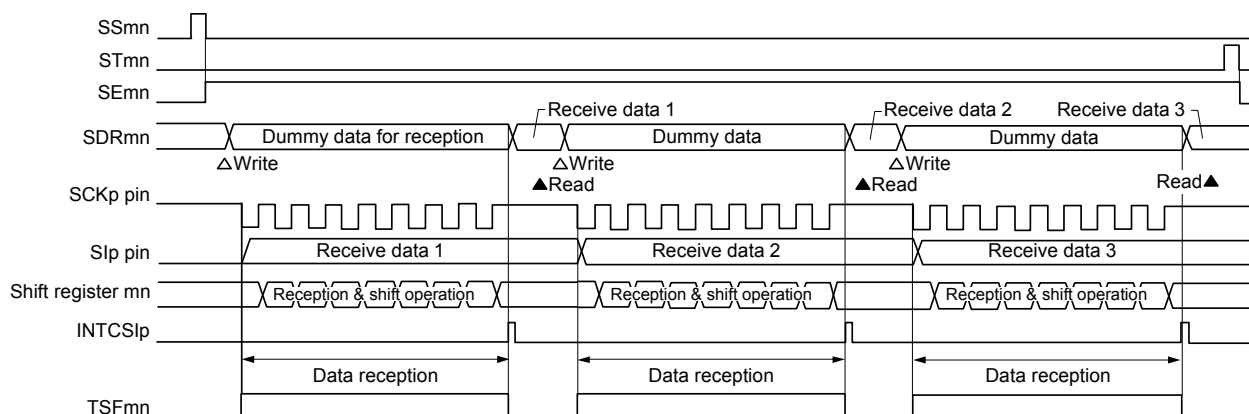 SSmn
STmn
SEmn
Receive data 1
Receive data 2
Receive data 3
SDRmn
Dummy data for reception
Dummy data
Dummy data
△Write
△Write
△Write
▲Read
▲Read
Read▲
SCKp pin
SIp pin
Receive data 1
Receive data 2
Receive data 3
Shift register mn
Reception & shift operation
Reception & shift operation
Reception & shift operation
INTCSIp
Data reception
Data reception
Data reception
TSFmn